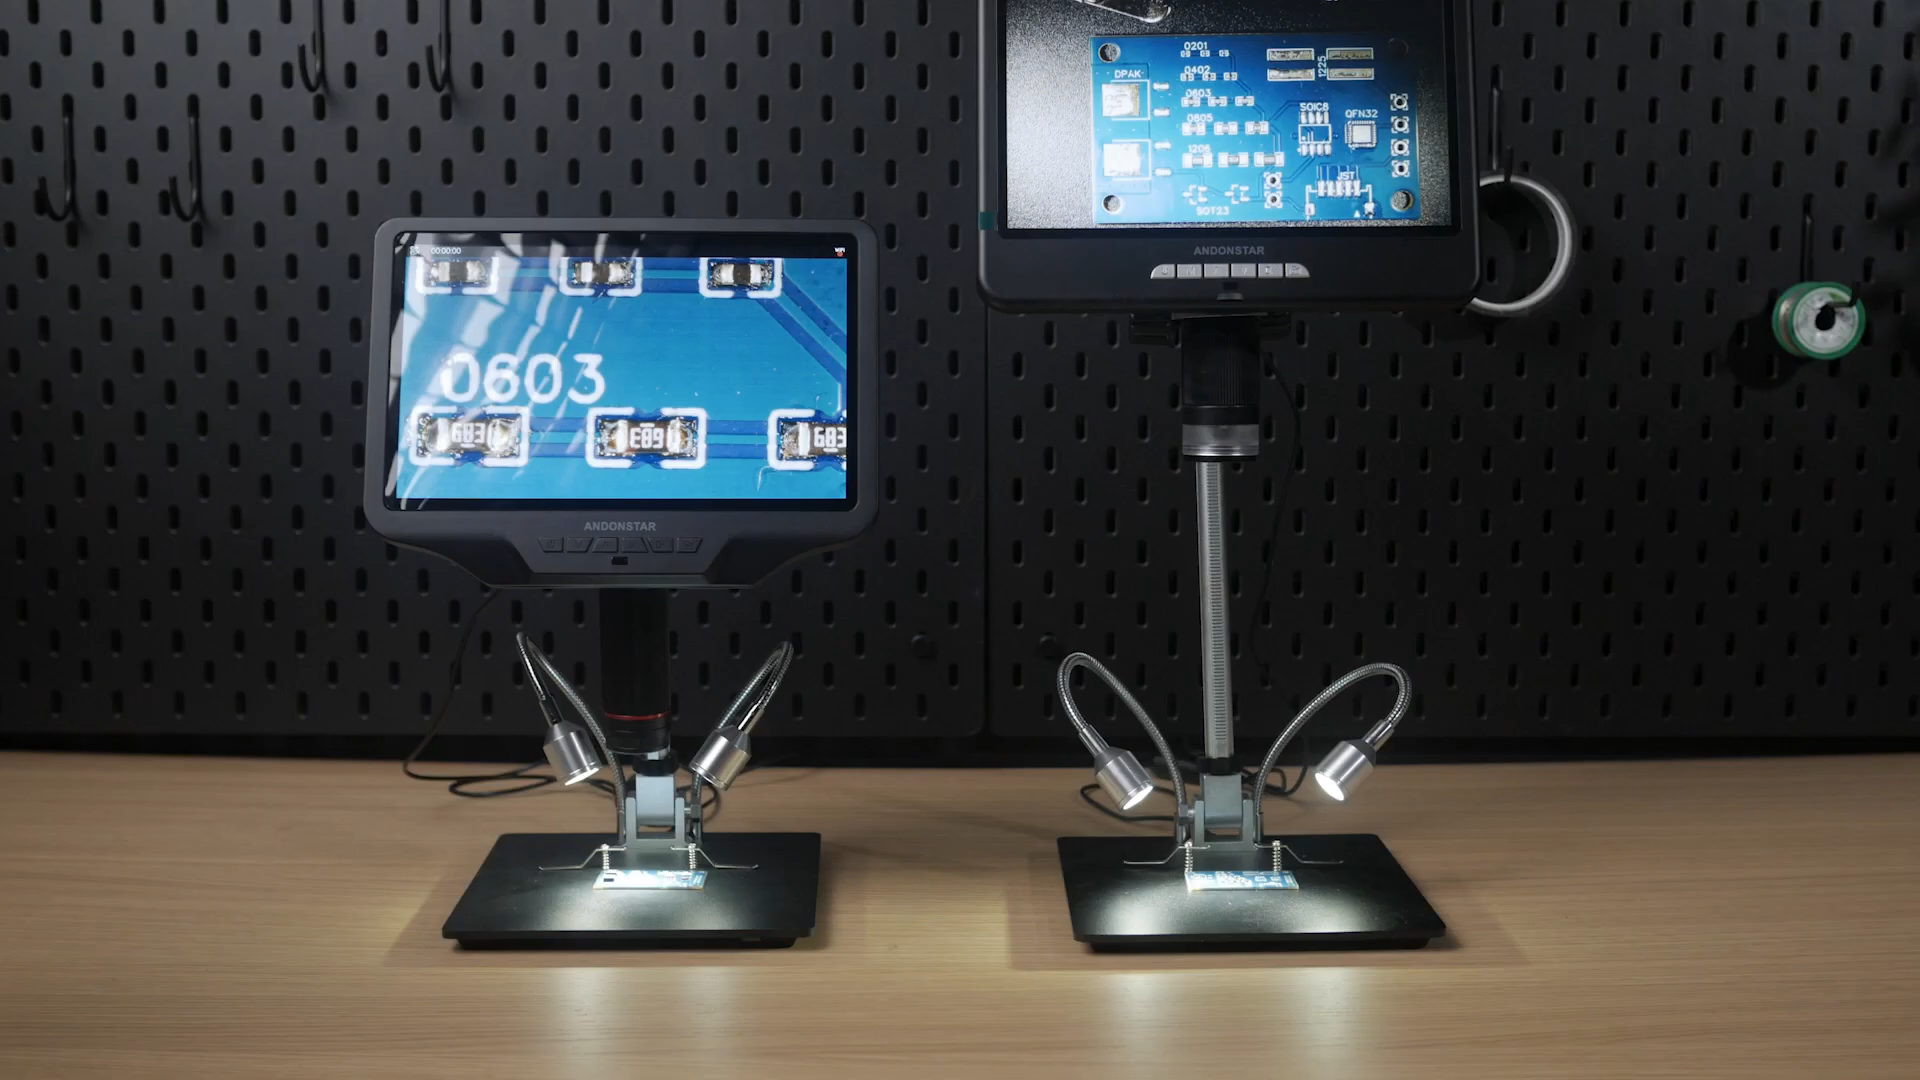 00:00:00
WiFi
0603
683
E89
683
ANDONSTAR
0201
0402
DPAK
0603
0805
1206
SOT23
1225
SOIC8
QFN32
JST
ANDONSTAR